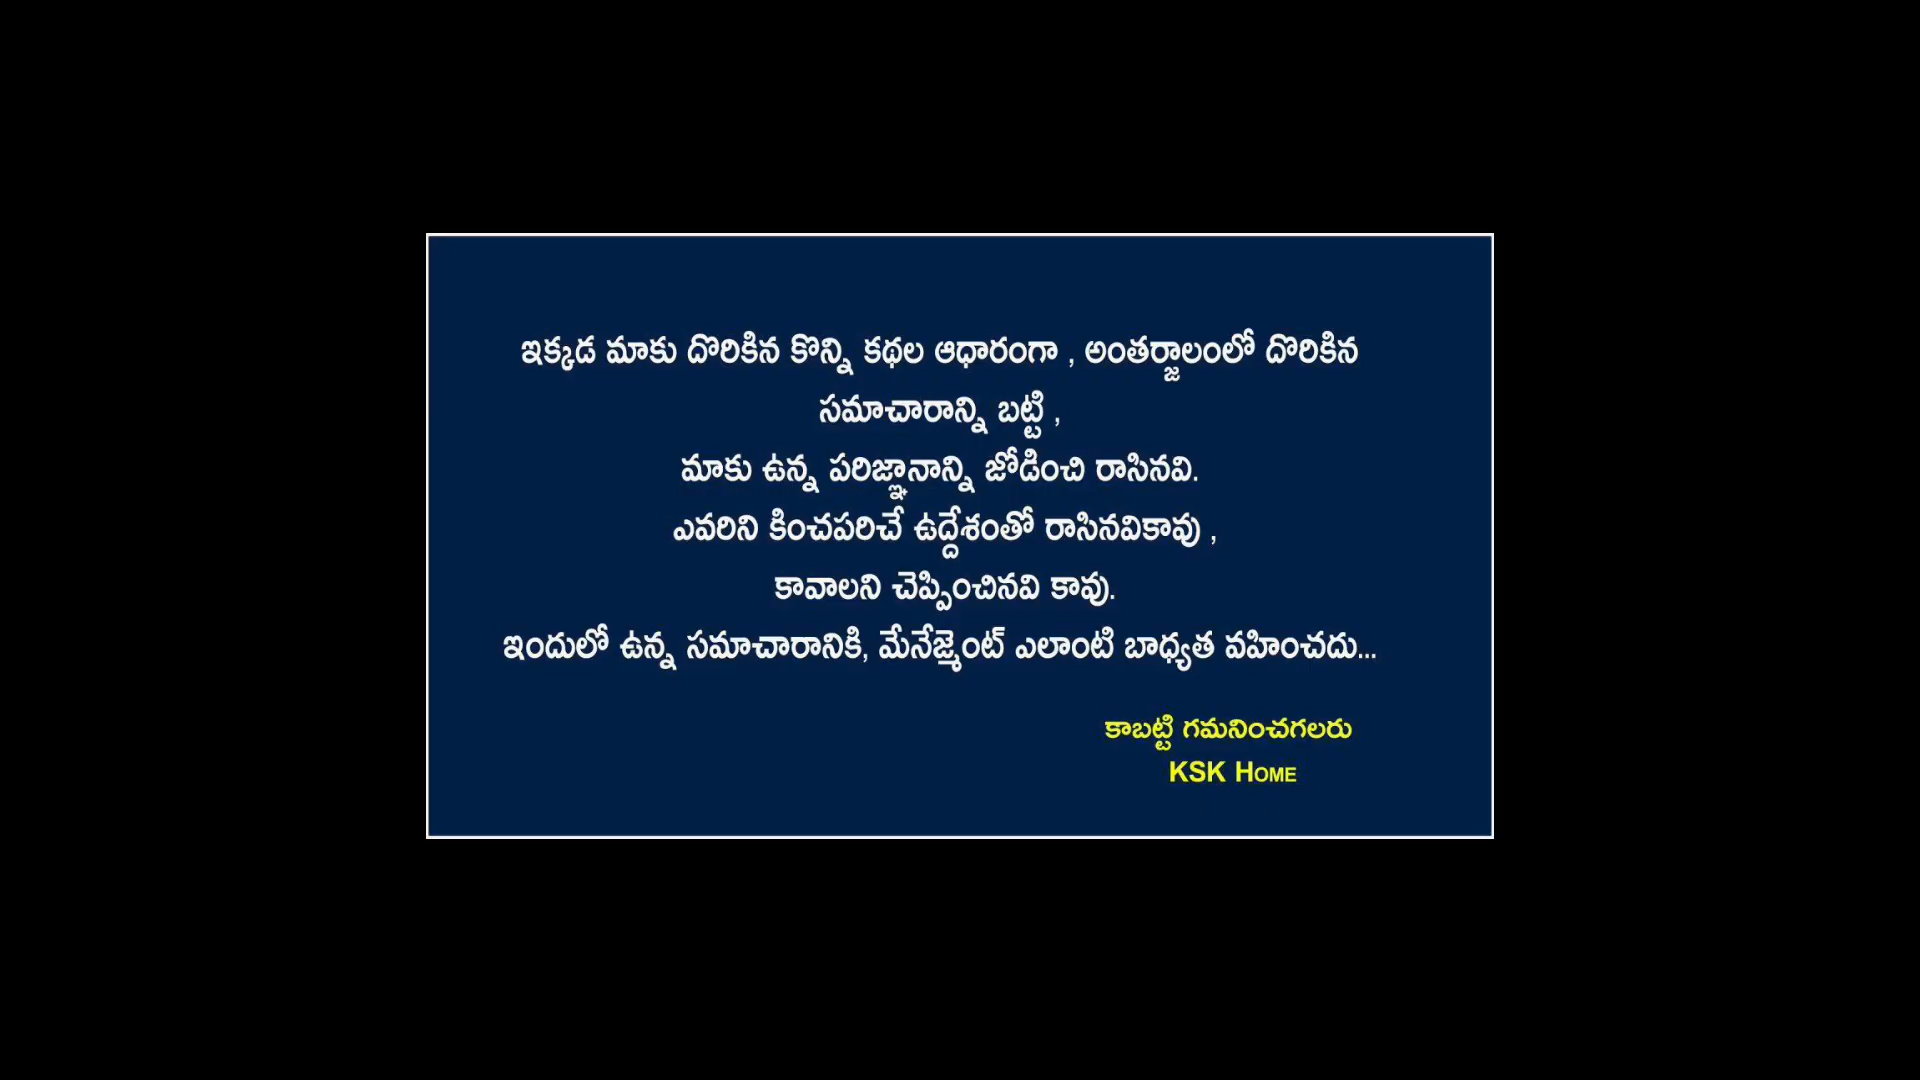 ఇక్కడ మాకు దొరికిన కొన్ని కథల ఆధారంగా , అంతర్జాలంలో దొరికిన
సమాచారాన్ని బట్టి ,
మాకు ఉన్న పరిజ్ఞానాన్ని జోడించి రాసినవి.
ఎవరిని కించపరిచే ఉద్దేశంతో రాసినవికావు ,
కావాలని చెప్పించినవి కావు.
ఇందులో ఉన్న సమాచారానికి, మేనేజ్మెంట్ ఎలాంటి బాధ్యత వహించదు...
కాబట్టి గమనించగలరు
KSK HOME